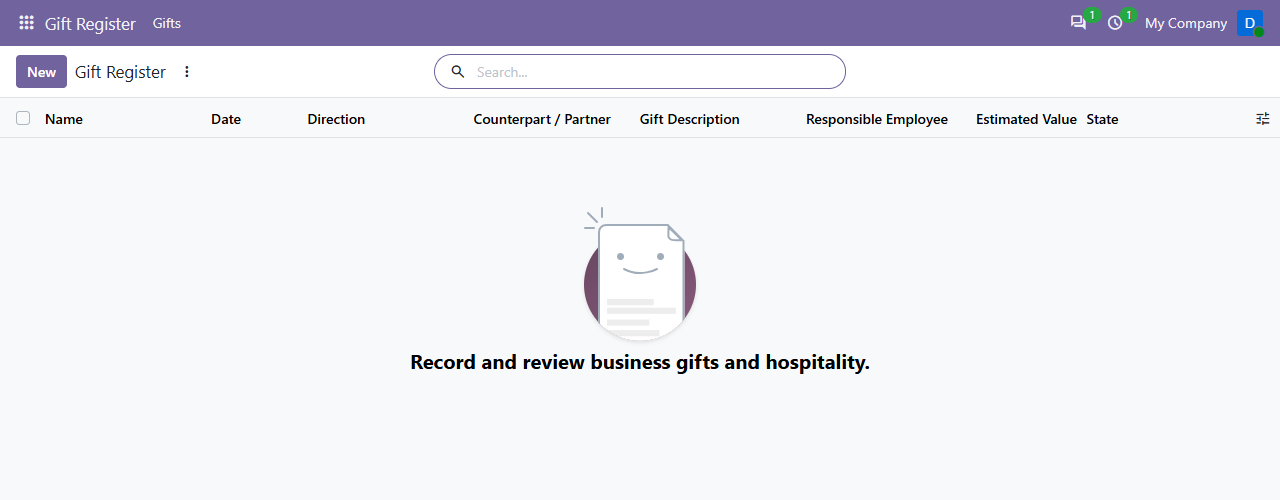 Gift Register Gifts 1 1 My Company D
New Gift Register Search...
Name Date Direction Counterpart / Partner Gift Description Responsible Employee Estimated Value State
Record and review business gifts and hospitality.